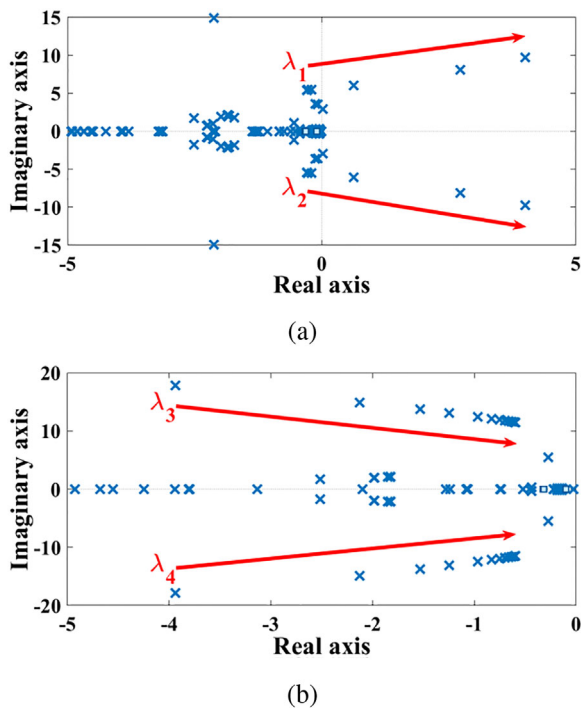 15
10
5
0
-5
-10
-15
Imaginary axis
λ1
λ2
-5 0 5
Real axis
(a)
20
10
0
-10
-20
Imaginary axis
λ3
λ4
-5 -4 -3 -2 -1 0
Real axis
(b)